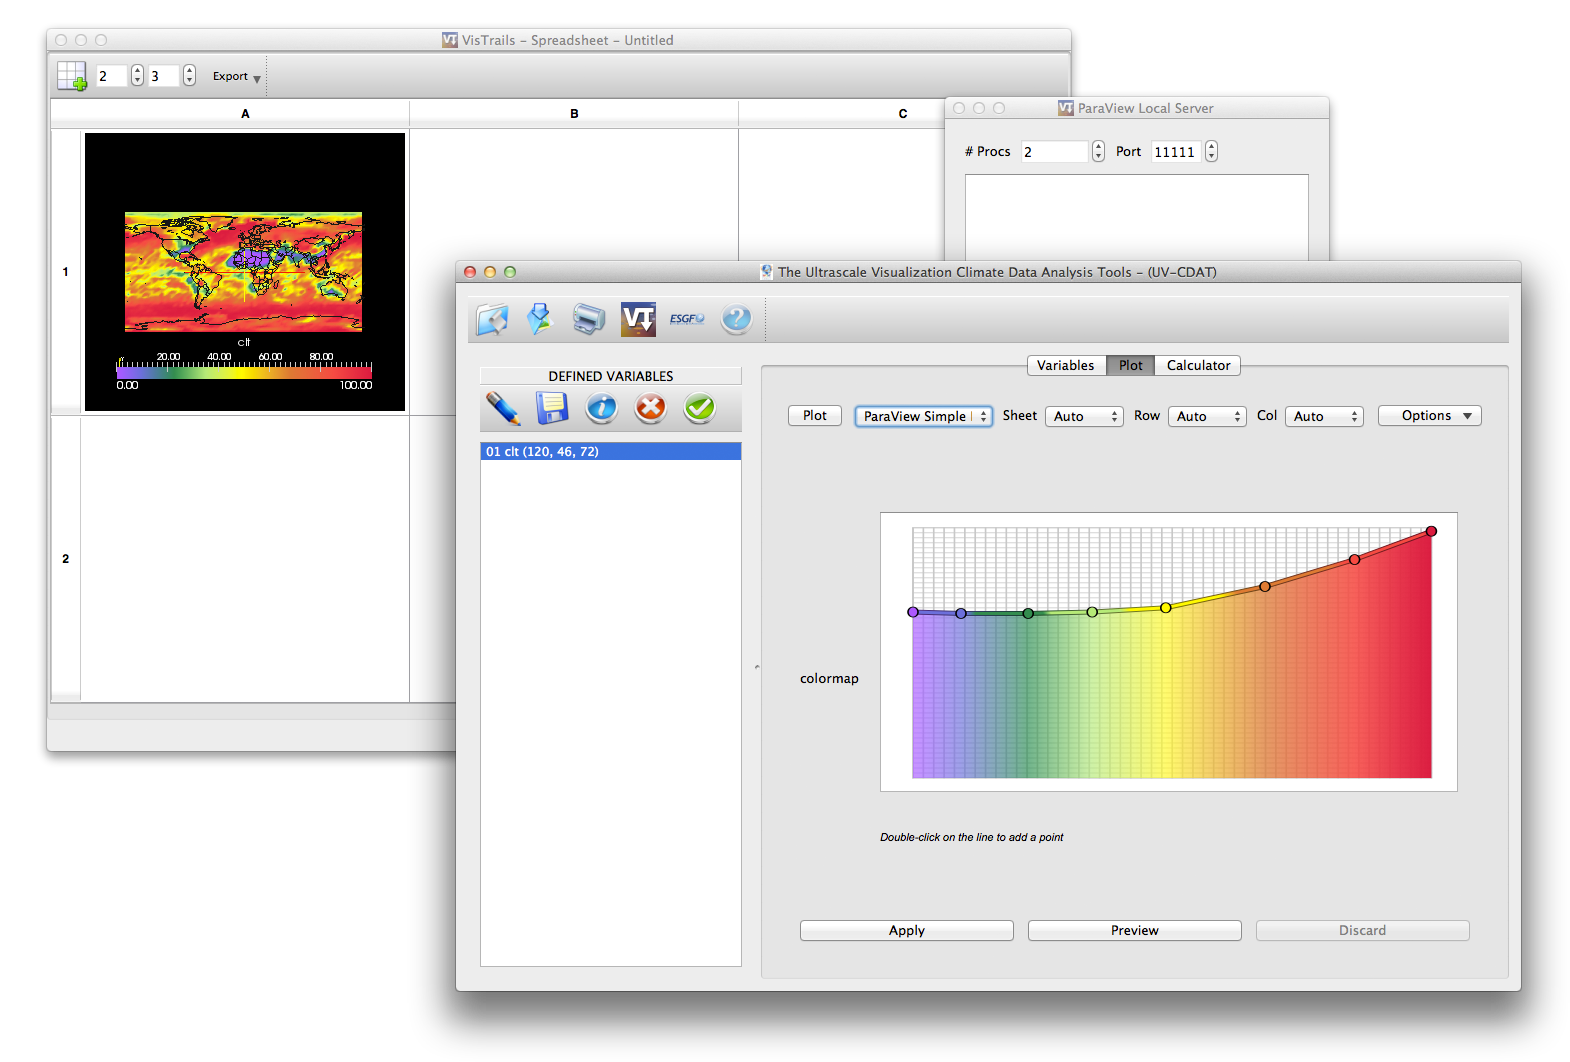 VisTrails – Spreadsheet – Untitled
2 3 Export
A B C
1
clt
20.00 40.00 60.00 80.00
0.00 100.00
2
ParaView Local Server
# Procs 2 Port 11111
The Ultrascale Visualization Climate Data Analysis Tools – (UV-CDAT)
VT ESGF ?
DEFINED VARIABLES
01 clt (120, 46, 72)
Variables Plot Calculator
Plot ParaView Simple Sheet Auto Row Auto Col Auto Options
colormap
Double-click on the line to add a point
Apply Preview Discard